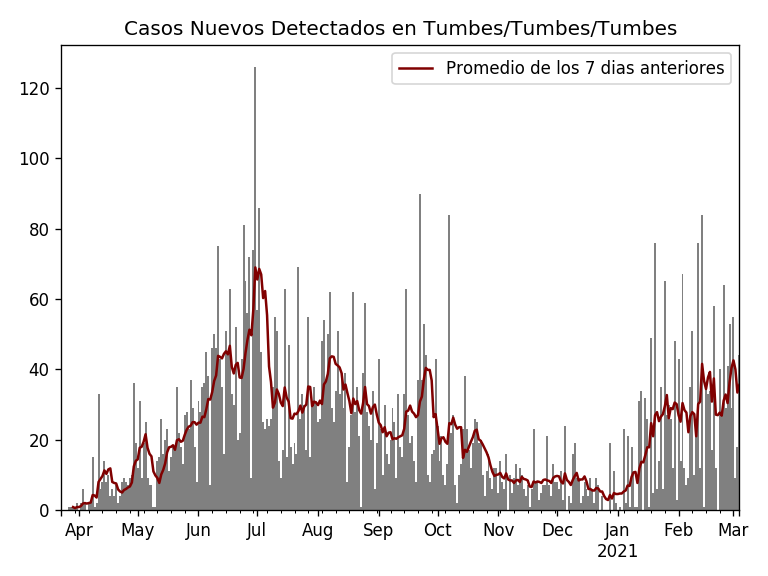 Casos Nuevos Detectados en Tumbes/Tumbes/Tumbes
Promedio de los 7 dias anteriores
120
100
80
60
40
20
0
Apr May Jun Jul Aug Sep Oct Nov Dec Jan Feb Mar
2021